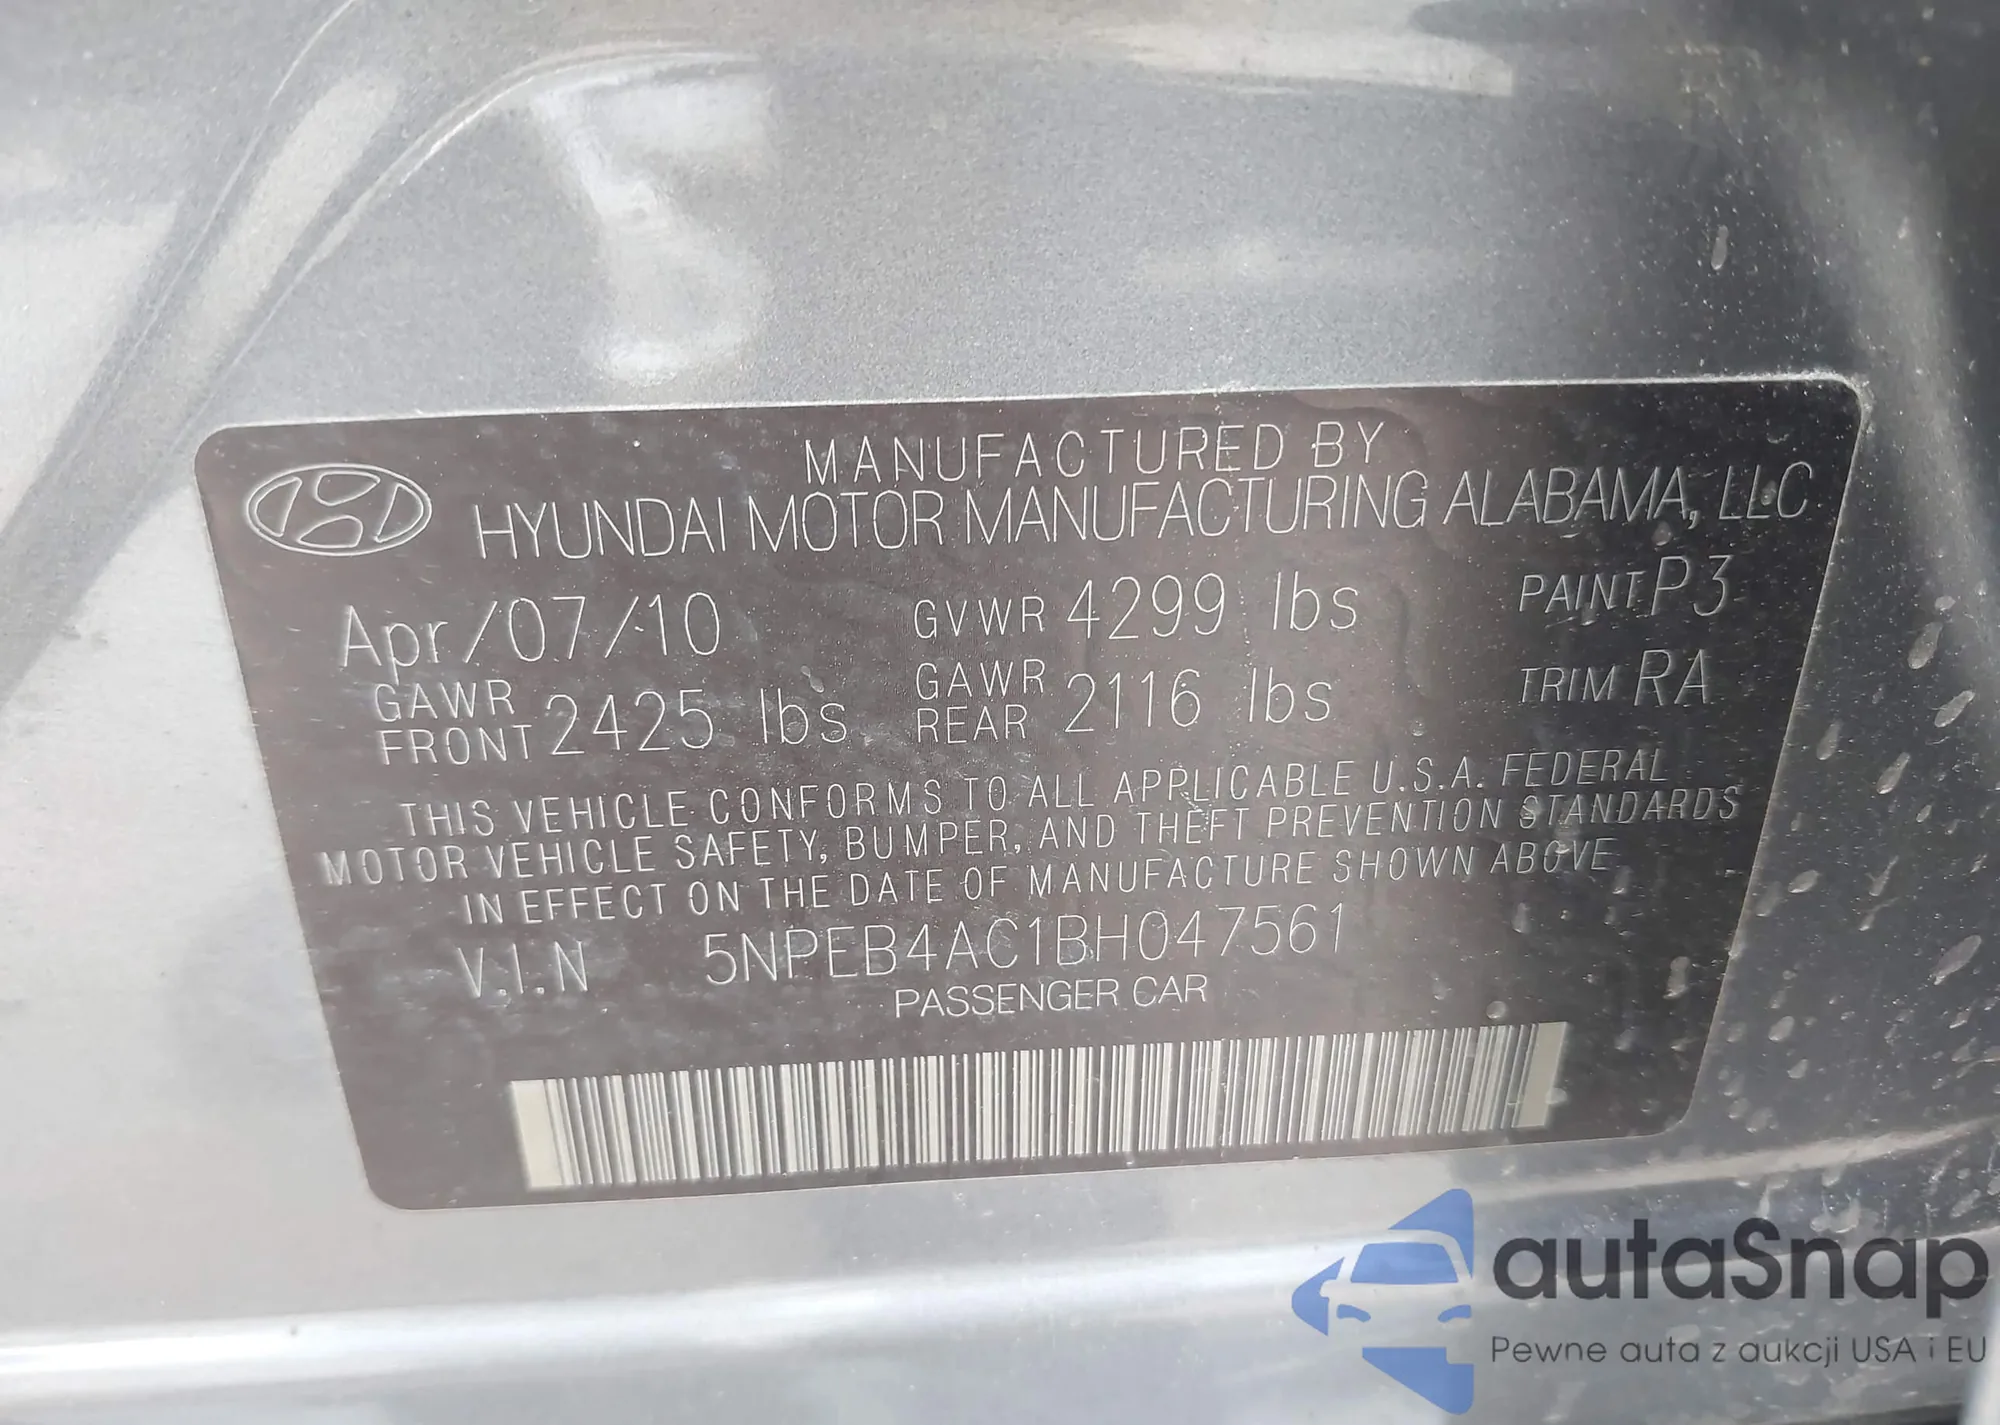 MANUFACTURED BY
HYUNDAI MOTOR MANUFACTURING ALABAMA, LLC
Apr/07/10 GVWR 4299 lbs PAINT P3
GAWR FRONT 2425 lbs GAWR REAR 2116 lbs TRIM RA
THIS VEHICLE CONFORMS TO ALL APPLICABLE U.S.A. FEDERAL
MOTOR VEHICLE SAFETY, BUMPER, AND THEFT PREVENTION STANDARDS
IN EFFECT ON THE DATE OF MANUFACTURE SHOWN ABOVE
V.I.N 5NPEB4AC1BH047561
PASSENGER CAR
autaSnap
Pewne auta z aukcji USA i EU